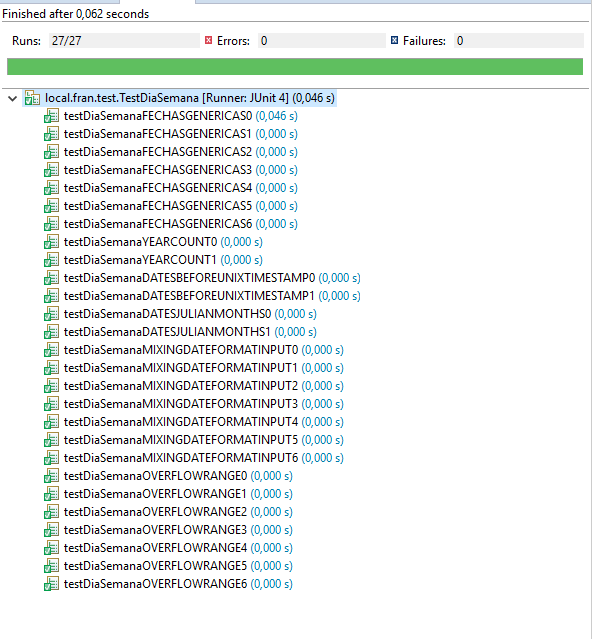 Finished after 0,062 seconds
Runs: 27/27 Errors: 0 Failures: 0
local.fran.test.TestDiaSemana [Runner: JUnit 4] (0,046 s)
testDiaSemanaFECHASGENERICAS0 (0,046 s)
testDiaSemanaFECHASGENERICAS1 (0,000 s)
testDiaSemanaFECHASGENERICAS2 (0,000 s)
testDiaSemanaFECHASGENERICAS3 (0,000 s)
testDiaSemanaFECHASGENERICAS4 (0,000 s)
testDiaSemanaFECHASGENERICAS5 (0,000 s)
testDiaSemanaFECHASGENERICAS6 (0,000 s)
testDiaSemanaYEARCOUNT0 (0,000 s)
testDiaSemanaYEARCOUNT1 (0,000 s)
testDiaSemanaDATESBEFOREUNIXTIMESTAMP0 (0,000 s)
testDiaSemanaDATESBEFOREUNIXTIMESTAMP1 (0,000 s)
testDiaSemanaDATESJULIANMONTHS0 (0,000 s)
testDiaSemanaDATESJULIANMONTHS1 (0,000 s)
testDiaSemanaMIXINGDATEFORMATINPUT0 (0,000 s)
testDiaSemanaMIXINGDATEFORMATINPUT1 (0,000 s)
testDiaSemanaMIXINGDATEFORMATINPUT2 (0,000 s)
testDiaSemanaMIXINGDATEFORMATINPUT3 (0,000 s)
testDiaSemanaMIXINGDATEFORMATINPUT4 (0,000 s)
testDiaSemanaMIXINGDATEFORMATINPUT5 (0,000 s)
testDiaSemanaMIXINGDATEFORMATINPUT6 (0,000 s)
testDiaSemanaOVERFLOWRANGE0 (0,000 s)
testDiaSemanaOVERFLOWRANGE1 (0,000 s)
testDiaSemanaOVERFLOWRANGE2 (0,000 s)
testDiaSemanaOVERFLOWRANGE3 (0,000 s)
testDiaSemanaOVERFLOWRANGE4 (0,000 s)
testDiaSemanaOVERFLOWRANGE5 (0,000 s)
testDiaSemanaOVERFLOWRANGE6 (0,000 s)